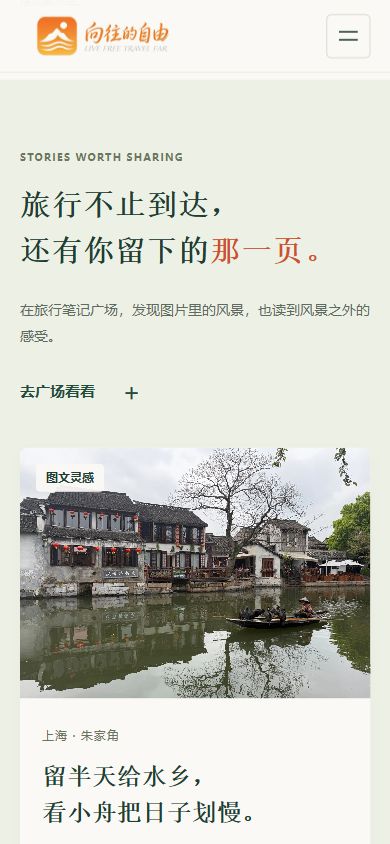 向往的自由
LIVE FREE TRAVEL FAR
STORIES WORTH SHARING
旅行不止到达，
还有你留下的那一页。
在旅行笔记广场，发现图片里的风景，也读到风景之外的
感受。
去广场看看 +
图文灵感
上海 · 朱家角
留半天给水乡，
看小舟把日子划慢。